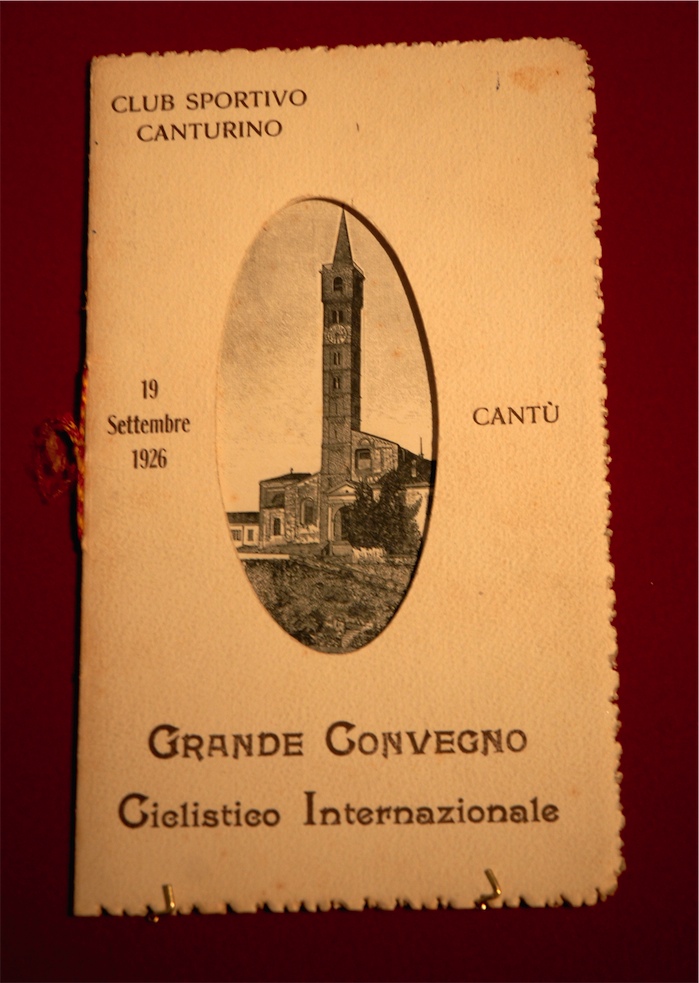 CLUB SPORTIVO
CANTURINO
19
Settembre
1926
CANTÙ
GRANDE CONVEGNO
Ciclistico Internazionale